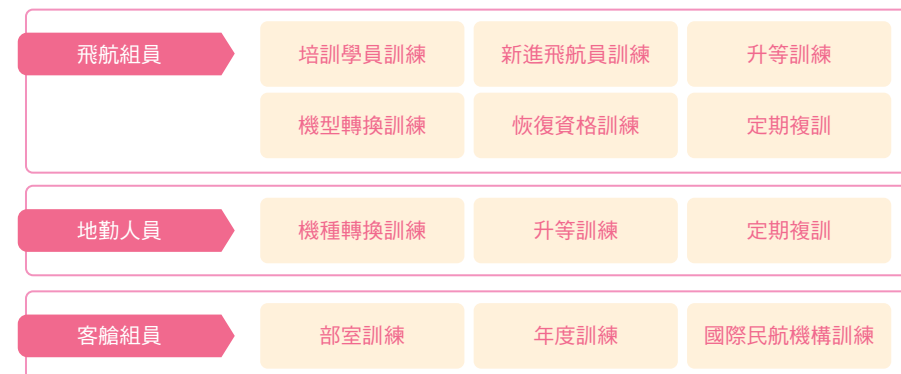 飛航組員
培訓學員訓練 新進飛航員訓練 升等訓練
機型轉換訓練 恢復資格訓練 定期複訓
地勤人員
機種轉換訓練 升等訓練 定期複訓
客艙組員
部室訓練 年度訓練 國際民航機構訓練